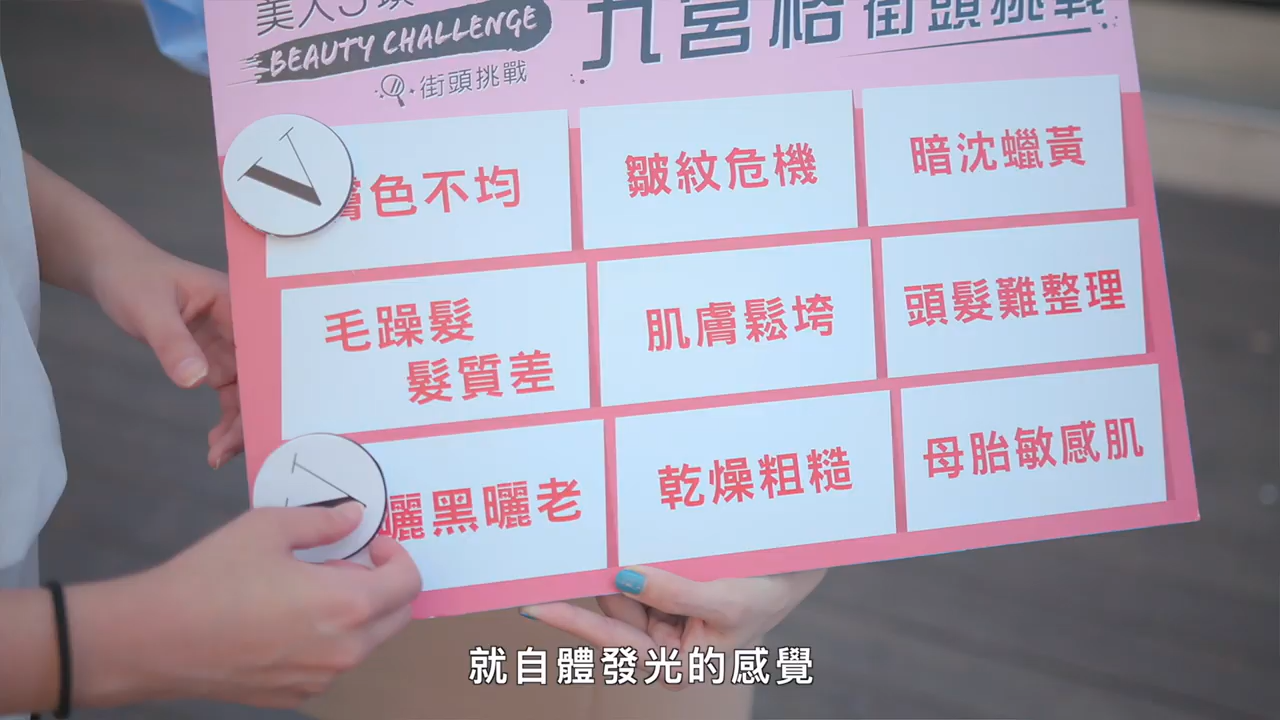 BEAUTY CHALLENGE
九宮格 街頭挑戰
街頭挑戰
膚色不均
皺紋危機
暗沈蠟黃
毛躁髮
髮質差
肌膚鬆垮
頭髮難整理
曬黑曬老
乾燥粗糙
母胎敏感肌
就自體發光的感覺